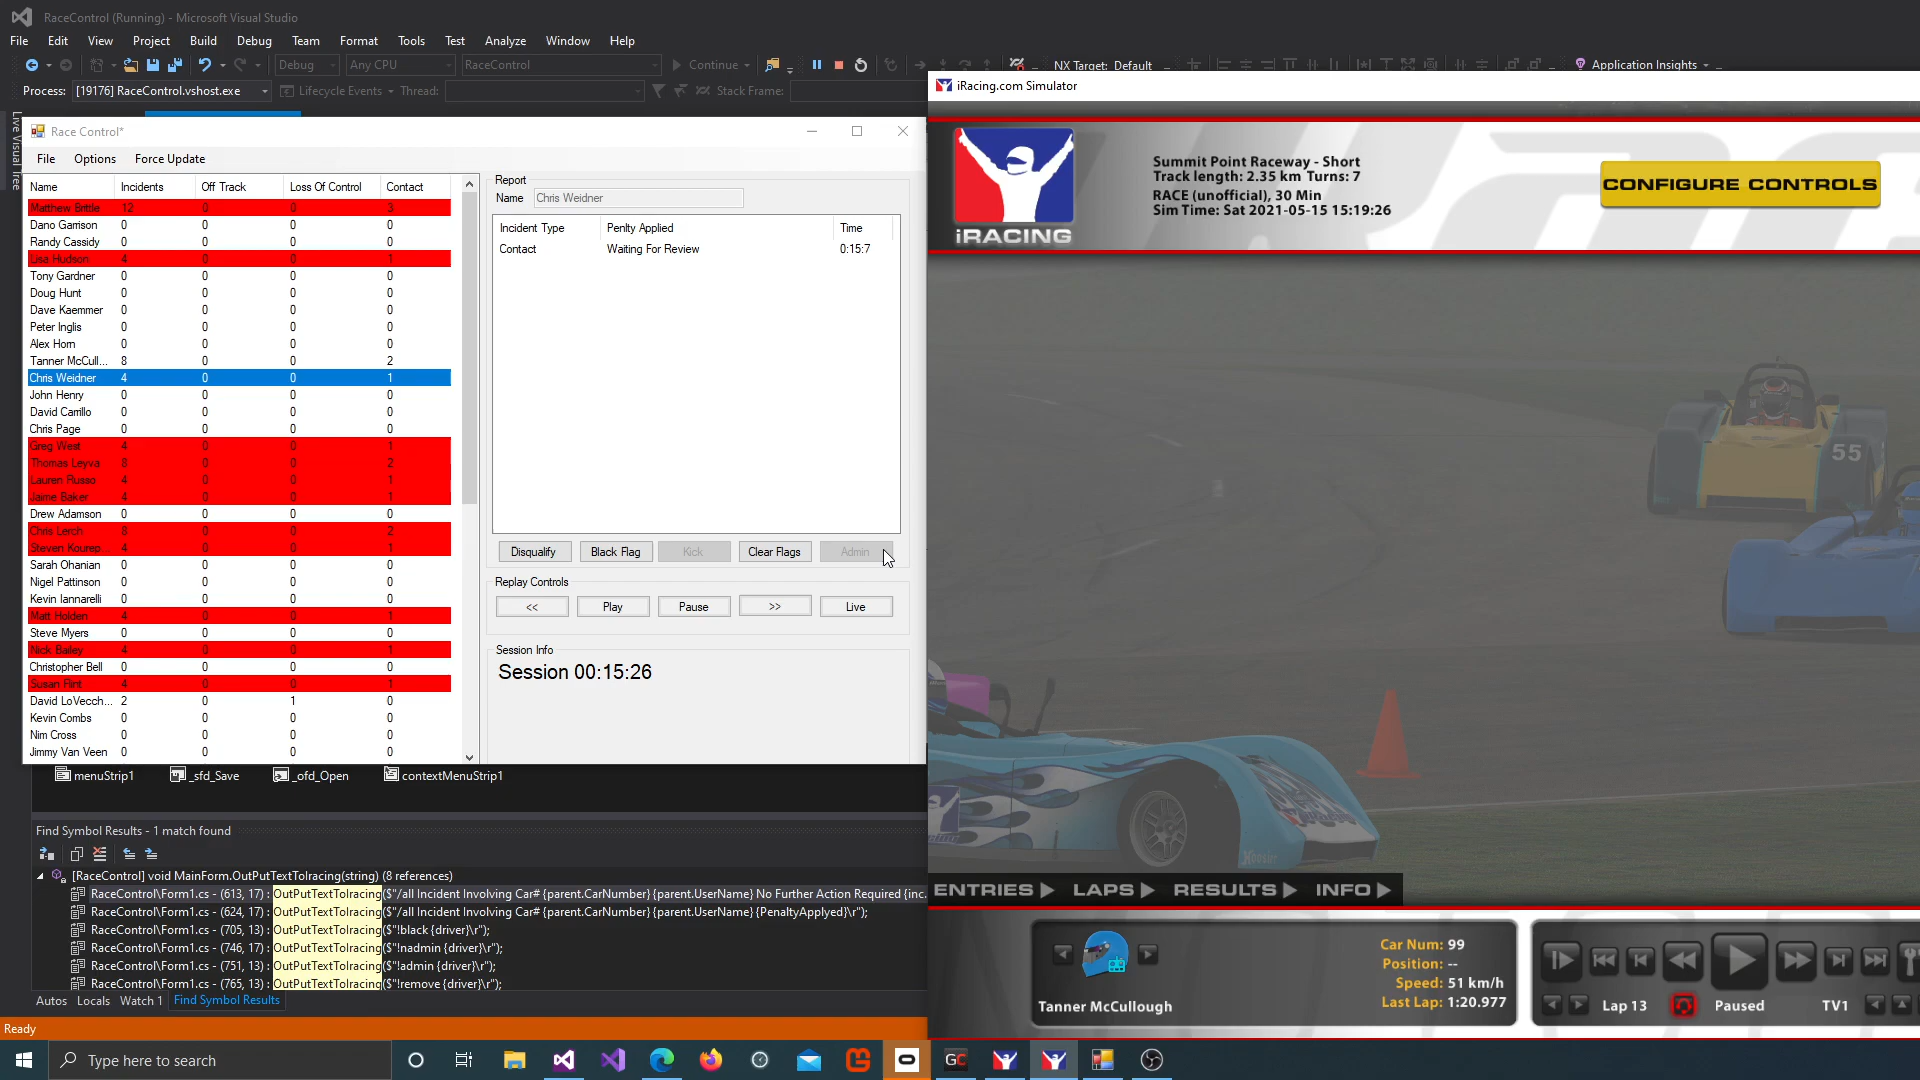 RaceControl (Running) - Microsoft Visual Studio
File Edit View Project Build Debug Team Format Tools Test Analyze Window Help
Debug Any CPU RaceControl Continue NX Target: Default Application Insights
Process: [19176] RaceControl.vshost.exe Lifecycle Events Thread: Stack Frame:
Live Visual Tree
Race Control*
File Options Force Update
Name Incidents Off Track Loss Of Control Contact
Matthew Brittle 12 0 0 3
Dano Garrison 0 0 0 0
Randy Cassidy 0 0 0 0
Lisa Hudson 4 0 0 1
Tony Gardner 0 0 0 0
Doug Hunt 0 0 0 0
Dave Kaemmer 0 0 0 0
Peter Inglis 0 0 0 0
Alex Horn 0 0 0 0
Tanner McCull... 8 0 0 2
Chris Weidner 4 0 0 1
John Henry 0 0 0 0
David Carrillo 0 0 0 0
Chris Page 0 0 0 0
Greg West 4 0 0 1
Thomas Leyva 8 0 0 2
Lauren Russo 4 0 0 1
Jaime Baker 4 0 0 1
Drew Adamson 0 0 0 0
Chris Lerch 8 0 0 2
Steven Kourep... 4 0 0 1
Sarah Ohanian 0 0 0 0
Nigel Pattinson 0 0 0 0
Kevin Iannarelli 0 0 0 0
Matt Holden 4 0 0 1
Steve Myers 0 0 0 0
Nick Bailey 4 0 0 1
Christopher Bell 0 0 0 0
Susan Flint 4 0 0 1
David LoVecch... 2 0 1 0
Kevin Combs 0 0 0 0
Nim Cross 0 0 0 0
Jimmy Van Veen 0 0 0 0
Report
Name Chris Weidner
Incident Type Penlty Applied Time
Contact Waiting For Review 0:15:7
Disqualify Black Flag Kick Clear Flags Admin
Replay Controls
<< Play Pause >> Live
Session Info
Session 00:15:26
menuStrip1 _sfd_Save _ofd_Open contextMenuStrip1
Find Symbol Results - 1 match found
[RaceControl] void MainForm.OutPutTextToIracing(string) (8 references)
RaceControl\Form1.cs - (613, 17) : OutPutTextToIracing($"/all Incident Involving Car# {parent.CarNumber} {parent.UserName} No Further Action Required {inc.
RaceControl\Form1.cs - (624, 17) : OutPutTextToIracing($"/all Incident Involving Car# {parent.CarNumber} {parent.UserName} {PenaltyApplyed}\r");
RaceControl\Form1.cs - (705, 13) : OutPutTextToIracing($"!black {driver}\r");
RaceControl\Form1.cs - (746, 17) : OutPutTextToIracing($"!nadmin {driver}\r");
RaceControl\Form1.cs - (751, 13) : OutPutTextToIracing($"!admin {driver}\r");
RaceControl\Form1.cs - (765, 13) : OutPutTextToIracing($"!remove {driver}\r");
Autos Locals Watch 1 Find Symbol Results
Ready
iRacing.com Simulator
iRACING
Summit Point Raceway - Short
Track length: 2.35 km Turns: 7
RACE (unofficial), 30 Min
Sim Time: Sat 2021-05-15 15:19:26
CONFIGURE CONTROLS
55
Hoosier
ENTRIES LAPS RESULTS INFO
Tanner McCullough
Car Num: 99
Position: --
Speed: 51 km/h
Last Lap: 1:20.977
Lap 13 Paused TV1
Type here to search
GC